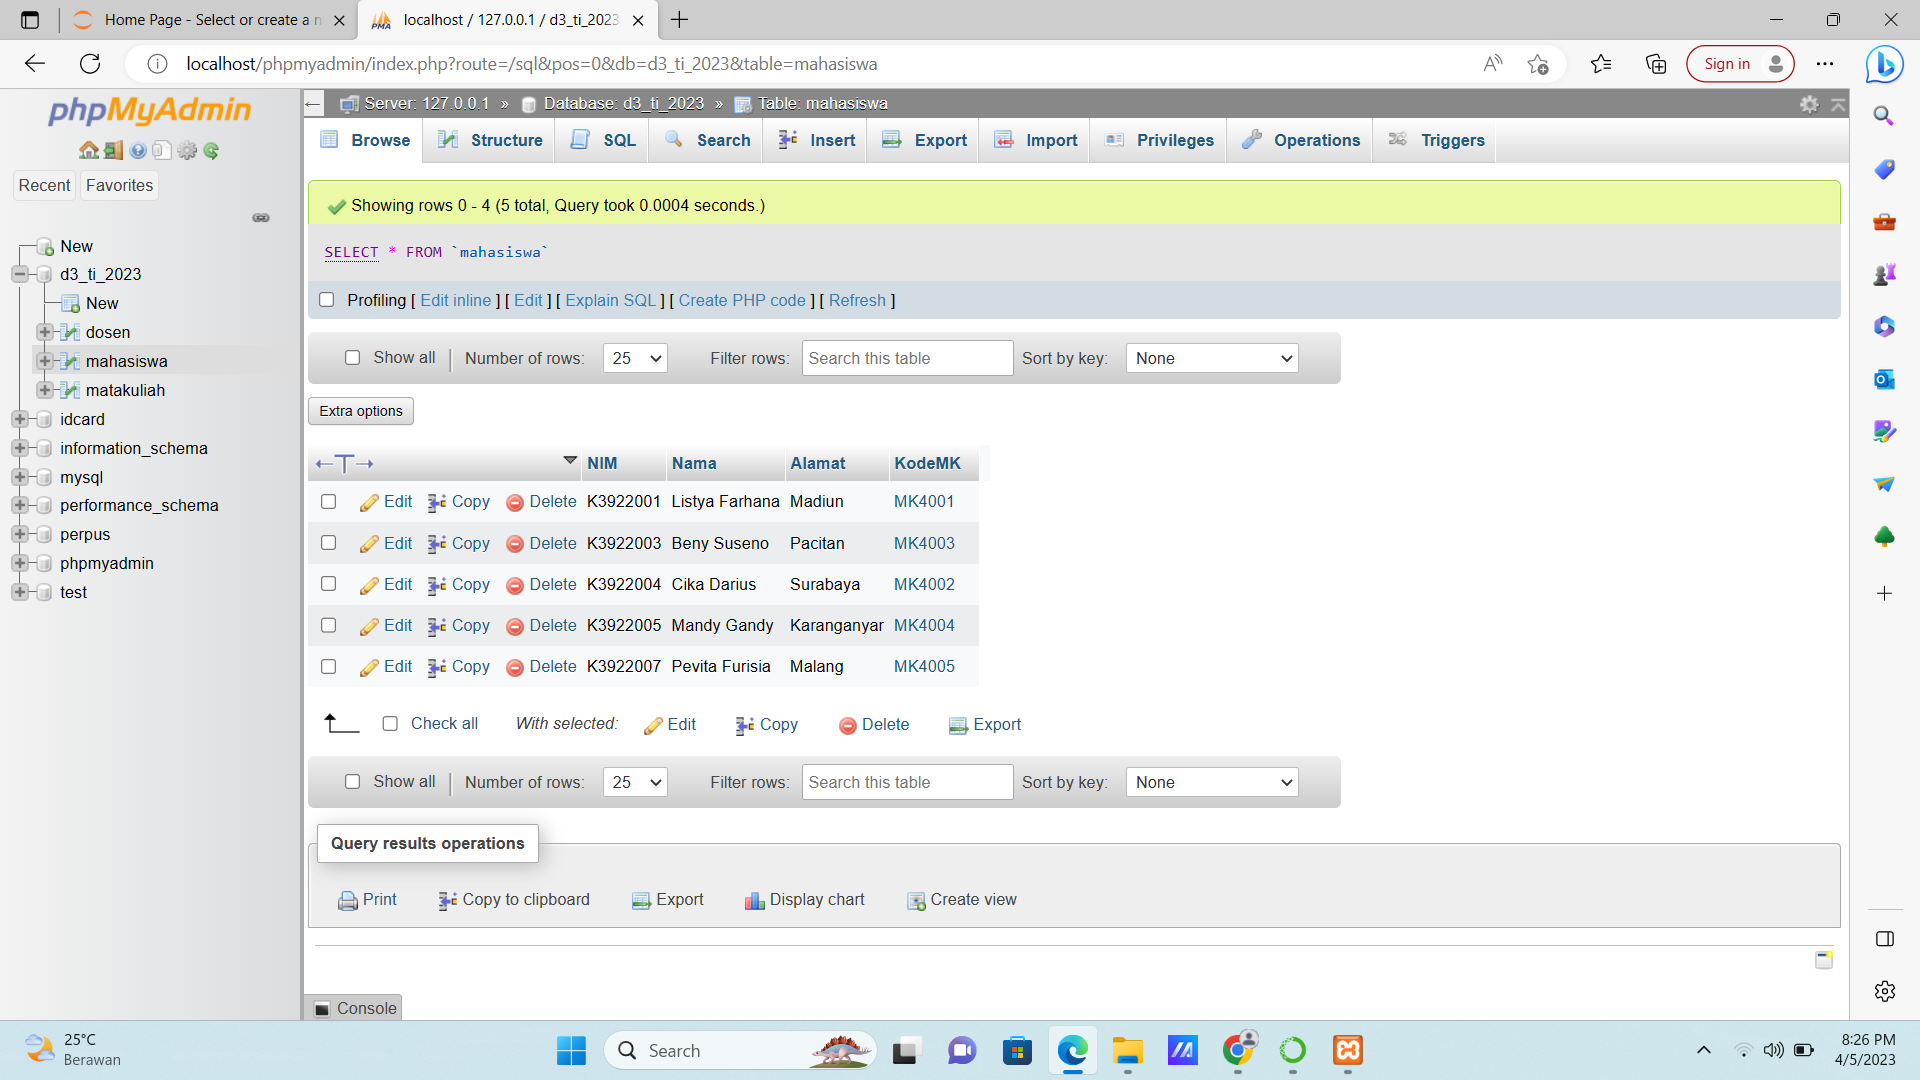 Home Page - Select or create a n
localhost / 127.0.0.1 / d3_ti_2023
localhost/phpmyadmin/index.php?route=/sql&pos=0&db=d3_ti_2023&table=mahasiswa
Sign in
phpMyAdmin
Recent Favorites
New
d3_ti_2023
New
dosen
mahasiswa
matakuliah
idcard
information_schema
mysql
performance_schema
perpus
phpmyadmin
test
Server: 127.0.0.1 » Database: d3_ti_2023 » Table: mahasiswa
Browse Structure SQL Search Insert Export Import Privileges Operations Triggers
Showing rows 0 - 4 (5 total, Query took 0.0004 seconds.)
SELECT * FROM `mahasiswa`
Profiling [ Edit inline ] [ Edit ] [ Explain SQL ] [ Create PHP code ] [ Refresh ]
Show all Number of rows: 25 Filter rows: Search this table Sort by key: None
Extra options
NIM Nama Alamat KodeMK
Edit Copy Delete K3922001 Listya Farhana Madiun MK4001
Edit Copy Delete K3922003 Beny Suseno Pacitan MK4003
Edit Copy Delete K3922004 Cika Darius Surabaya MK4002
Edit Copy Delete K3922005 Mandy Gandy Karanganyar MK4004
Edit Copy Delete K3922007 Pevita Furisia Malang MK4005
Check all With selected: Edit Copy Delete Export
Show all Number of rows: 25 Filter rows: Search this table Sort by key: None
Query results operations
Print Copy to clipboard Export Display chart Create view
Console
25°C
Berawan
Search
8:26 PM
4/5/2023